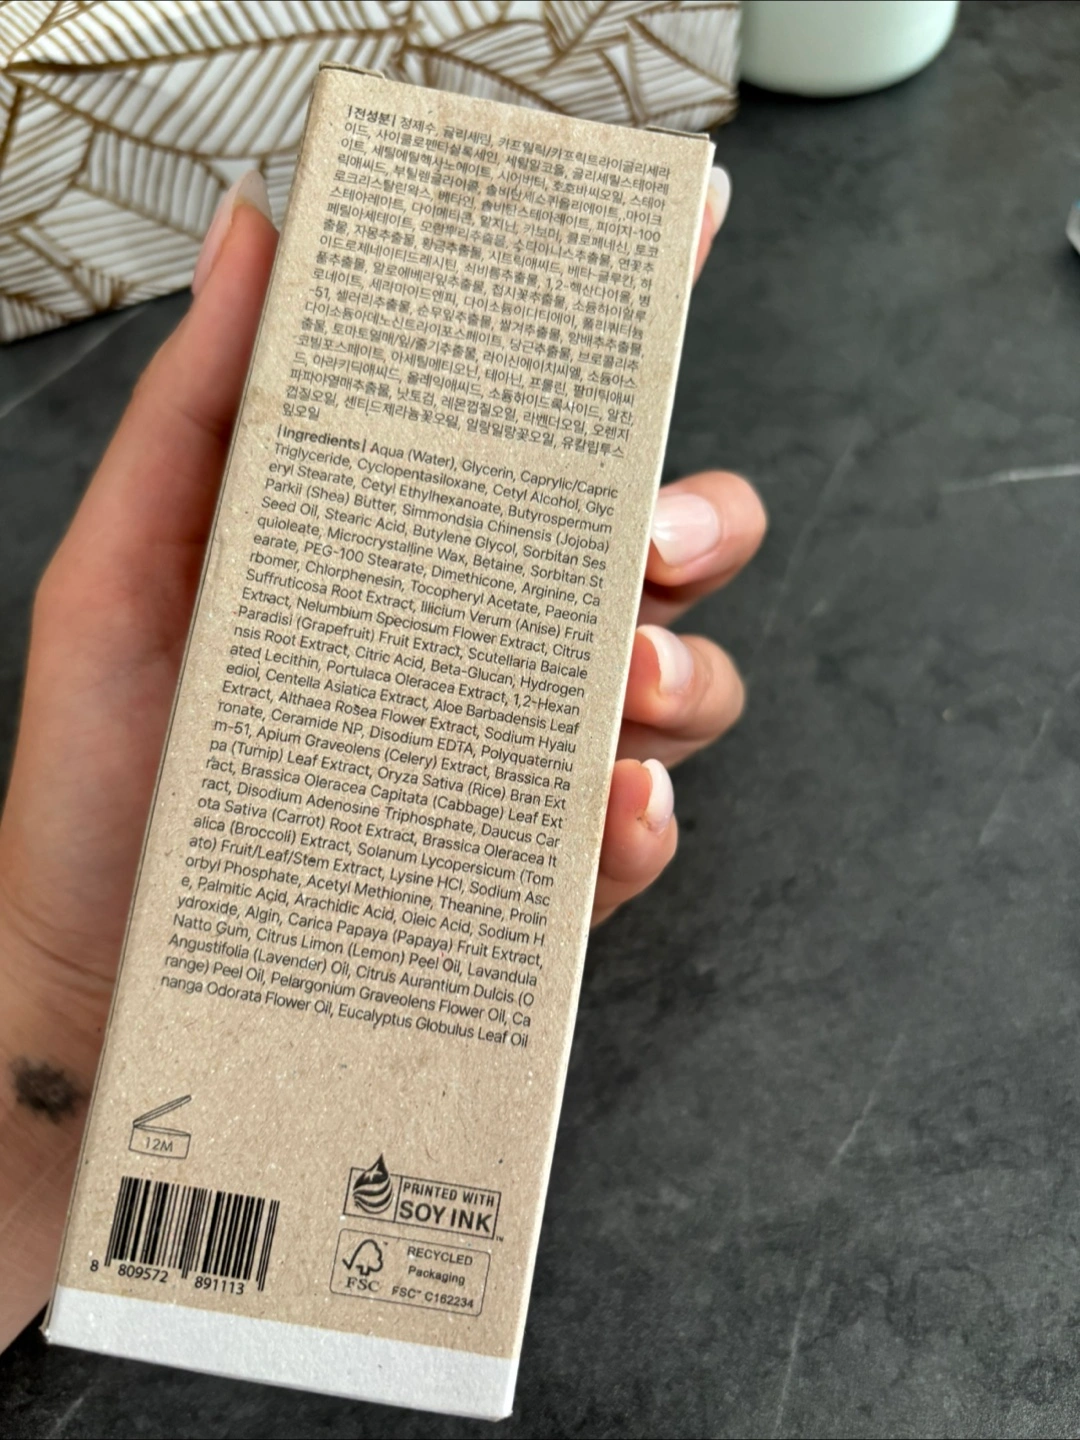 |전성분| 정제수, 글리세린, 카프릴릭/카프릭트라이글리세라
이드, 사이클로펜타실록세인, 세틸알코올, 글리세릴스테아레
이트, 세틸에틸헥사노에이트, 시어버터, 호호바씨오일, 스테아
릭애씨드, 부틸렌글라이콜, 솔비탄세스퀴올리에이트, 마이크
로크리스탈린왁스, 베타인, 솔비탄스테아레이트, 피이지-100
스테아레이트, 다이메티콘, 알지닌, 카보머, 클로페네신, 토코
페릴아세테이트, 모란뿌리추출물, 스타아니스추출물, 연꽃추
출물, 자몽추출물, 황금추출물, 시트릭애씨드, 베타-글루칸, 하
이드로제네이티드레시틴, 쇠비름추출물, 1,2-헥산다이올, 병
풀추출물, 알로에베라잎추출물, 접시꽃추출물, 소듐하이알루
로네이트, 세라마이드엔피, 다이소듐이디티에이, 폴리쿼터늄
-51, 셀러리추출물, 순무잎추출물, 쌀겨추출물, 양배추추출물,
다이소듐아데노신트라이포스페이트, 당근추출물, 브로콜리추
출물, 토마토열매/잎/줄기추출물, 라이신에이치씨엘, 소듐아스
코빌포스페이트, 아세틸메티오닌, 테아닌, 프롤린, 팔미틱애씨
드, 아라키딕애씨드, 올레익애씨드, 소듐하이드록사이드, 알진,
파파야열매추출물, 낫토검, 레몬껍질오일, 라벤더오일, 오렌지
껍질오일, 센티드제라늄꽃오일, 일랑일랑꽃오일, 유칼립투스
잎오일
|Ingredients| Aqua (Water), Glycerin, Caprylic/Capric
Triglyceride, Cyclopentasiloxane, Cetyl Alcohol, Glyc
eryl Stearate, Cetyl Ethylhexanoate, Butyrospermum
Parkii (Shea) Butter, Simmondsia Chinensis (Jojoba)
Seed Oil, Stearic Acid, Butylene Glycol, Sorbitan Ses
quioleate, Microcrystalline Wax, Betaine, Sorbitan St
earate, PEG-100 Stearate, Dimethicone, Arginine, Ca
rbomer, Chlorphenesin, Tocopheryl Acetate, Paeonia
Suffruticosa Root Extract, Illicium Verum (Anise) Fruit
Extract, Nelumbium Speciosum Flower Extract, Citrus
Paradisi (Grapefruit) Fruit Extract, Scutellaria Baicale
nsis Root Extract, Citric Acid, Beta-Glucan, Hydrogen
ated Lecithin, Portulaca Oleracea Extract, 1,2-Hexan
ediol, Centella Asiatica Extract, Aloe Barbadensis Leaf
Extract, Althaea Rosea Flower Extract, Sodium Hyalu
ronate, Ceramide NP, Disodium EDTA, Polyquaterniu
m-51, Apium Graveolens (Celery) Extract, Brassica Ra
pa (Turnip) Leaf Extract, Oryza Sativa (Rice) Bran Ext
ract, Brassica Oleracea Capitata (Cabbage) Leaf Ext
ract, Disodium Adenosine Triphosphate, Daucus Car
ota Sativa (Carrot) Root Extract, Brassica Oleracea It
alica (Broccoli) Extract, Solanum Lycopersicum (Tom
ato) Fruit/Leaf/Stem Extract, Lysine HCl, Sodium Asc
orbyl Phosphate, Acetyl Methionine, Theanine, Prolin
e, Palmitic Acid, Arachidic Acid, Oleic Acid, Sodium H
ydroxide, Algin, Carica Papaya (Papaya) Fruit Extract,
Natto Gum, Citrus Limon (Lemon) Peel Oil, Lavandula
Angustifolia (Lavender) Oil, Citrus Aurantium Dulcis (O
range) Peel Oil, Pelargonium Graveolens Flower Oil, Ca
nanga Odorata Flower Oil, Eucalyptus Globulus Leaf Oil
12M
PRINTED WITH
SOY INK™
RECYCLED
Packaging
FSC™ C162234
FSC
8 809572 891113